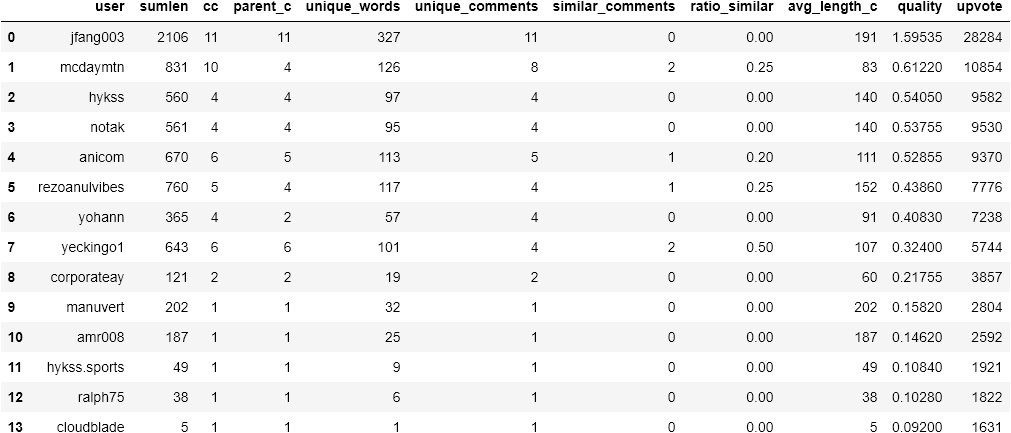 user sumlen cc parent_c unique_words unique_comments similar_comments ratio_similar avg_length_c quality upvote
0 jfang003 2106 11 11 327 11 0 0.00 191 1.59535 28284
1 mcdaymtn 831 10 4 126 8 2 0.25 83 0.61220 10854
2 hykss 560 4 4 97 4 0 0.00 140 0.54050 9582
3 notak 561 4 4 95 4 0 0.00 140 0.53755 9530
4 anicom 670 6 5 113 5 1 0.20 111 0.52855 9370
5 rezoanulvibes 760 5 4 117 4 1 0.25 152 0.43860 7776
6 yohann 365 4 2 57 4 0 0.00 91 0.40830 7238
7 yeckingo1 643 6 6 101 4 2 0.50 107 0.32400 5744
8 corporateay 121 2 2 19 2 0 0.00 60 0.21755 3857
9 manuvert 202 1 1 32 1 0 0.00 202 0.15820 2804
10 amr008 187 1 1 25 1 0 0.00 187 0.14620 2592
11 hykss.sports 49 1 1 9 1 0 0.00 49 0.10840 1921
12 ralph75 38 1 1 6 1 0 0.00 38 0.10280 1822
13 cloudblade 5 1 1 1 1 0 0.00 5 0.09200 1631